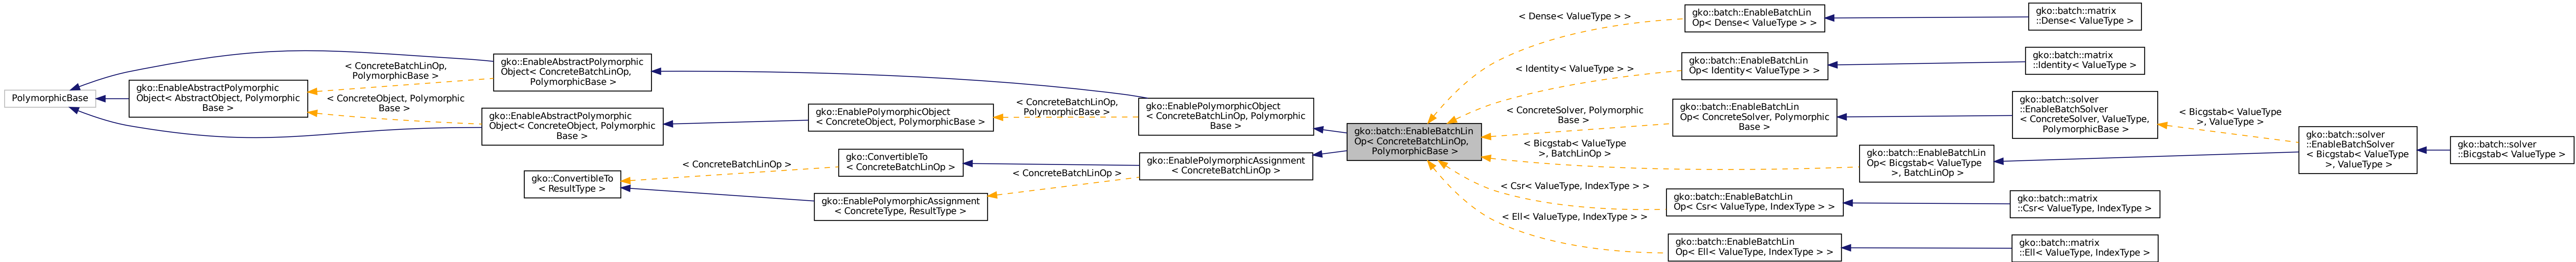 PolymorphicBase
gko::EnableAbstractPolymorphic
Object< AbstractObject, Polymorphic
Base >
< ConcreteBatchLinOp,
PolymorphicBase >
< ConcreteObject, Polymorphic
Base >
gko::EnableAbstractPolymorphic
Object< ConcreteBatchLinOp,
PolymorphicBase >
gko::EnableAbstractPolymorphic
Object< ConcreteObject, Polymorphic
Base >
gko::ConvertibleTo
< ResultType >
< ConcreteBatchLinOp >
gko::EnablePolymorphicObject
< ConcreteObject, PolymorphicBase >
gko::ConvertibleTo
< ConcreteBatchLinOp >
gko::EnablePolymorphicAssignment
< ConcreteType, ResultType >
< ConcreteBatchLinOp,
PolymorphicBase >
< ConcreteBatchLinOp >
gko::EnablePolymorphicObject
< ConcreteBatchLinOp, Polymorphic
Base >
gko::EnablePolymorphicAssignment
< ConcreteBatchLinOp >
gko::batch::EnableBatchLin
Op< ConcreteBatchLinOp,
PolymorphicBase >
< Dense< ValueType > >
< Identity< ValueType > >
< ConcreteSolver, Polymorphic
Base >
< Bicgstab< ValueType
>, BatchLinOp >
< Csr< ValueType, IndexType > >
< Ell< ValueType, IndexType > >
gko::batch::EnableBatchLin
Op< Dense< ValueType > >
gko::batch::EnableBatchLin
Op< Identity< ValueType > >
gko::batch::EnableBatchLin
Op< ConcreteSolver, Polymorphic
Base >
gko::batch::EnableBatchLin
Op< Bicgstab< ValueType
>, BatchLinOp >
gko::batch::EnableBatchLin
Op< Csr< ValueType, IndexType > >
gko::batch::EnableBatchLin
Op< Ell< ValueType, IndexType > >
gko::batch::matrix
::Dense< ValueType >
gko::batch::matrix
::Identity< ValueType >
gko::batch::solver
::EnableBatchSolver
< ConcreteSolver, ValueType,
PolymorphicBase >
gko::batch::matrix
::Csr< ValueType, IndexType >
gko::batch::matrix
::Ell< ValueType, IndexType >
< Bicgstab< ValueType
>, ValueType >
gko::batch::solver
::EnableBatchSolver
< Bicgstab< ValueType
>, ValueType >
gko::batch::solver
::Bicgstab< ValueType >